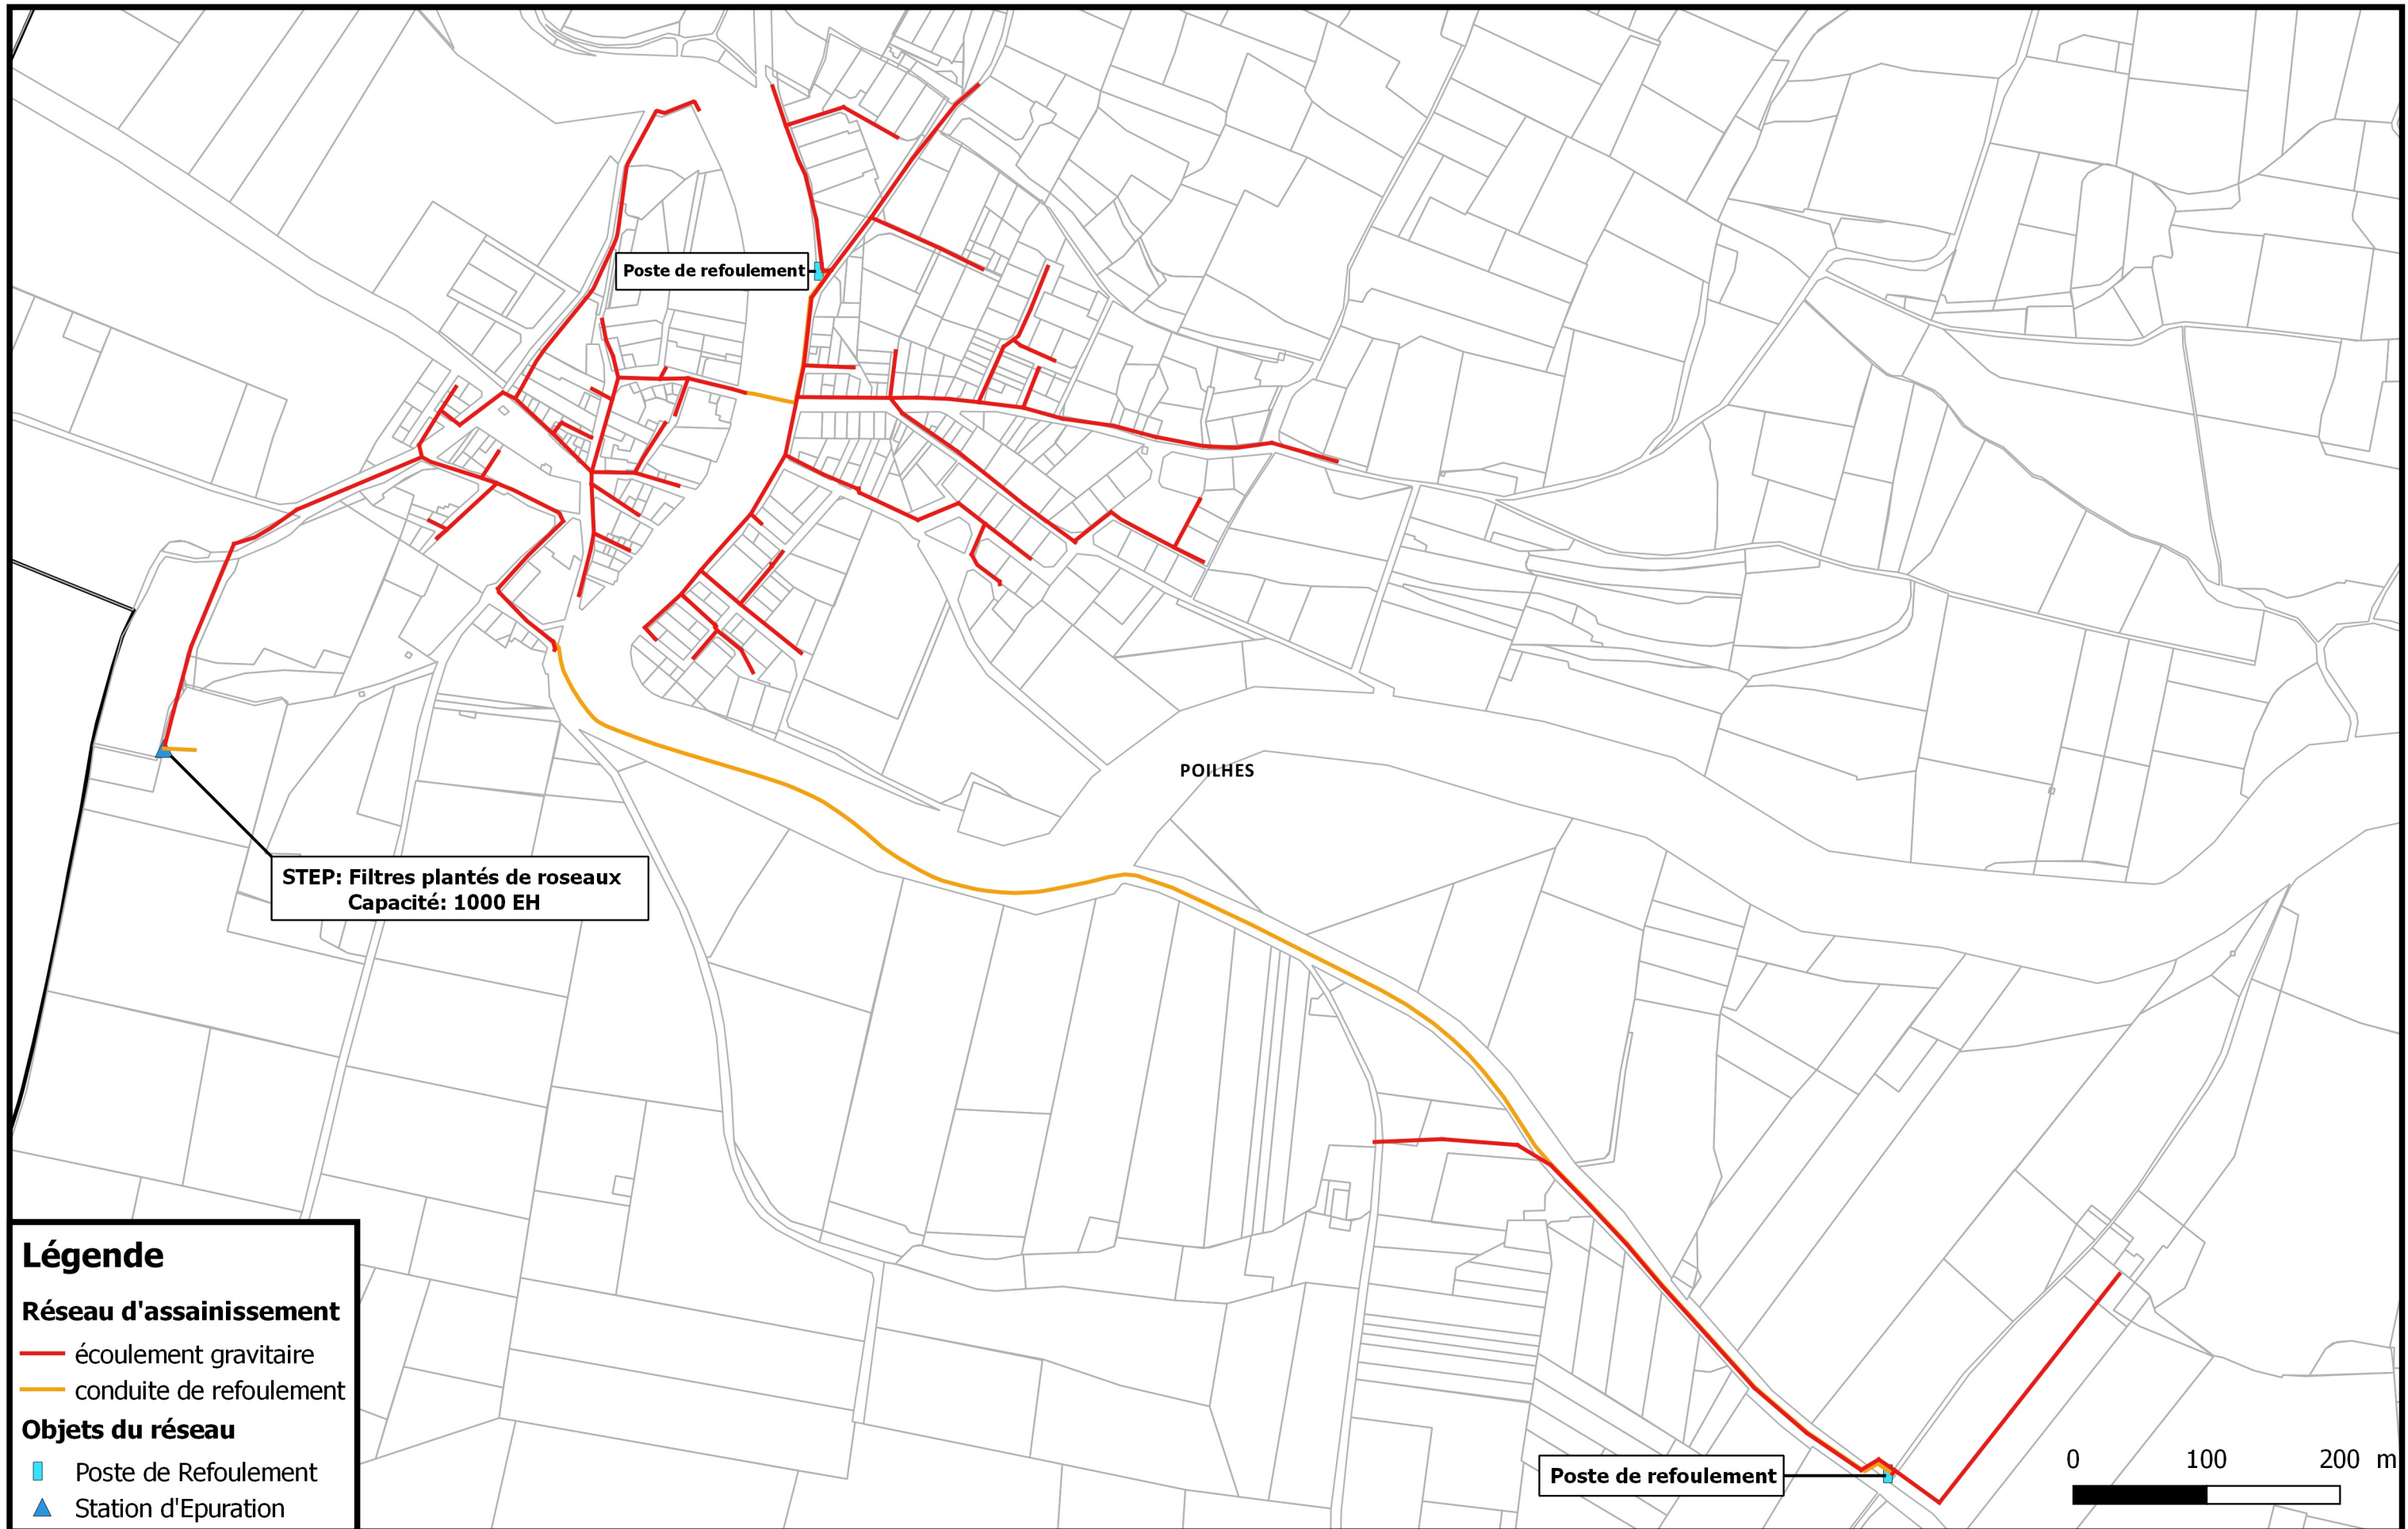 Poste de refoulement
POILHES
STEP: Filtres plantés de roseaux
Capacité: 1000 EH
Légende
Réseau d'assainissement
écoulement gravitaire
conduite de refoulement
Objets du réseau
Poste de Refoulement
Station d'Epuration
Poste de refoulement
0 100 200 m